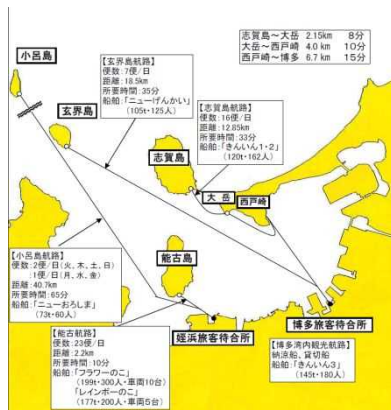 志賀島～大岳 2.15km 8分
大岳～西戸崎 4.0 km 10分
西戸崎～博多 6.7 km 15分
小呂島
玄界島
【玄界島航路】
便数:7便/日
距離:18.5km
所要時間:35分
船舶:「ニューげんかい」
(105t・125人)
志賀島
【志賀島航路】
便数:16便/日
距離:12.85km
所要時間:33分
船舶:「きんいん1・2」
(120t・162人)
大岳
西戸崎
【小呂島航路】
便数:2便/日(火、木、土、日)
:1便/日(月、水、金)
距離:40.7km
所要時間:65分
船舶:「ニューおろしま」
(73t・60人)
能古島
姪浜旅客待合所
博多旅客待合所
【能古航路】
便数:23便/日
距離:2.2km
所要時間:10分
船舶:「フラワーのこ」
(199t・300人・車両10台)
「レインボーのこ」
(177t・200人・車両5台)
【博多湾内観光航路】
納涼船、貸切船
船舶:「きんいん3」
(145t・180人)